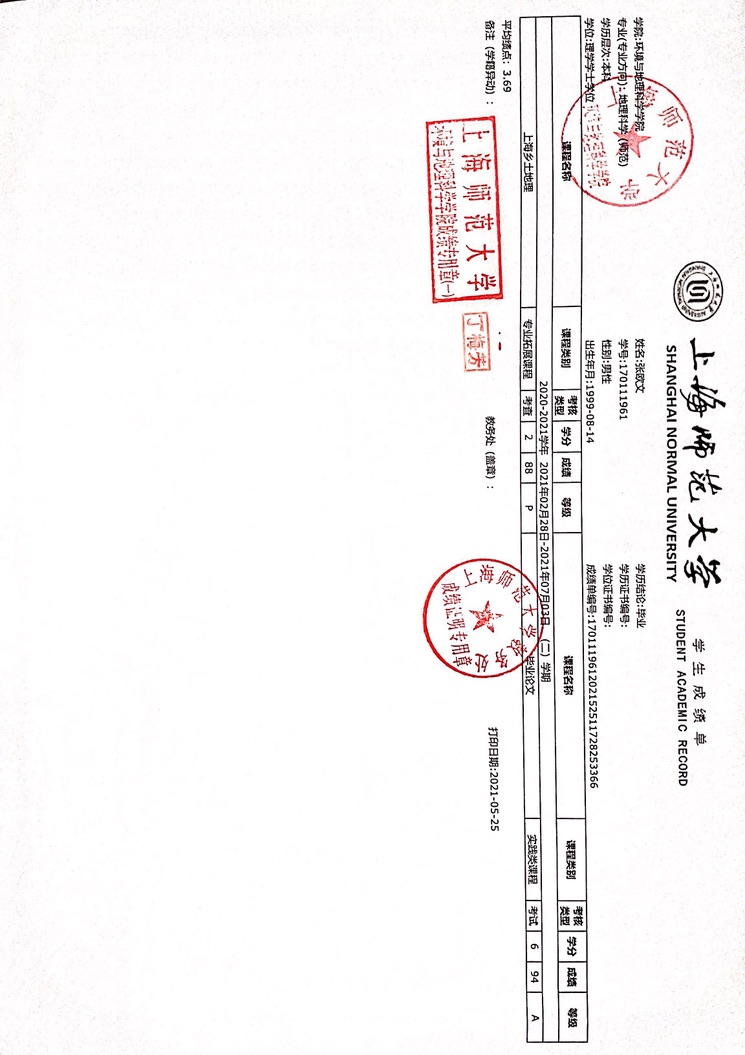 上海师范大学 学生成绩单
SHANGHAI NORMAL UNIVERSITY STUDENT ACADEMIC RECORD
学院:环境与地理科学学院 姓名:张欧文 学历结论:毕业
专业(专业方向):地理科学(师范) 学号:170111961 学历证书编号:
学历层次:本科 性别:男性 学位证书编号:
学位:理学学士学位 出生年月:1999-08-14 成绩单编号:1701119612021525117282533​66
课程名称 课程类别 考核类型 学分 成绩 等级 课程名称 课程类别 考核类型 学分 成绩 等级
2020-2021学年 2021年02月28日-2021年07月03日 (二)学期
上海乡土地理 专业拓展课程 考查 2 88 P 毕业论文 实践类课程 考试 6 94 A
平均绩点: 3.69
备注(学籍异动): 教务处(盖章): 打印日期:2021-05-25
上海师范大学
环境与地理科学学院
上海师范大学
环境与地理科学学院成绩专用章(一)
丁梅芳
上海师范大学教务处
成绩证明专用章